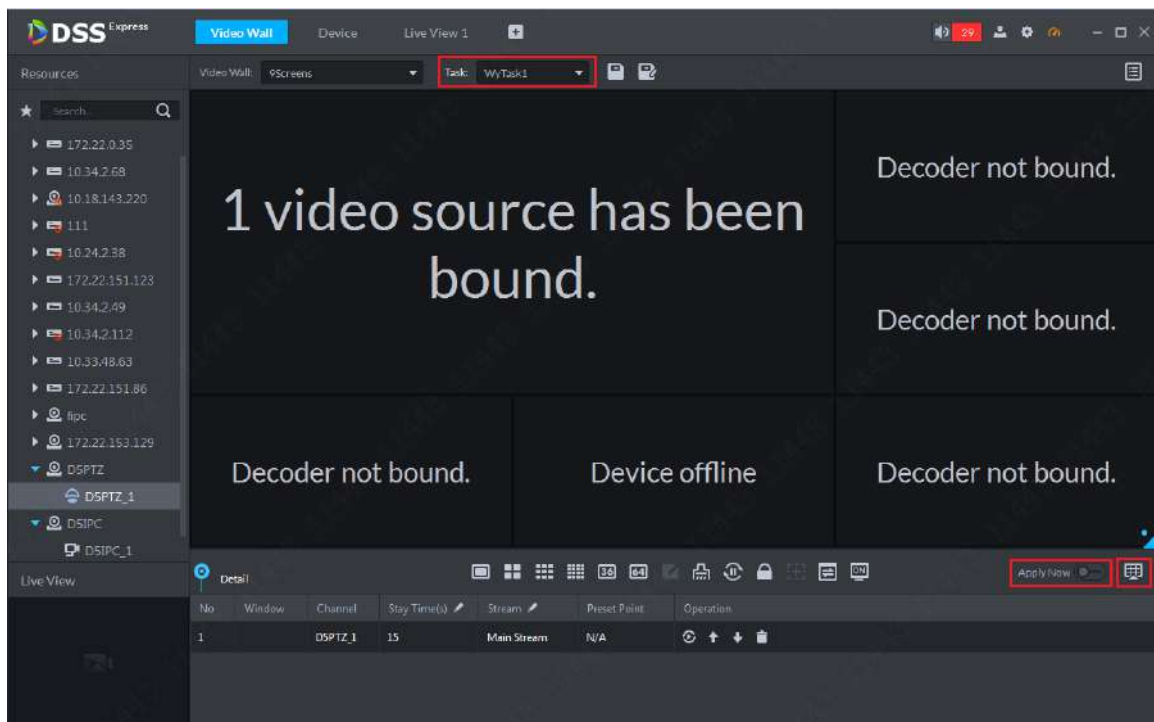 DSS Express
Video Wall Device Live View 1
29
Resources
Video Wall: 9Screens Task: WyTask1
Search...
172.22.0.35
10.34.2.68
10.18.143.220
111
10.24.2.38
172.22.151.123
10.34.2.49
10.34.2.112
10.33.48.63
172.22.151.86
fipc
172.22.153.129
DSPTZ
DSPTZ_1
DSIPC
DSIPC_1
1 video source has been
bound.
Decoder not bound.
Decoder not bound.
Decoder not bound.
Device offline
Decoder not bound.
Live View
Detail
36 64
ON
Apply Now
No Window Channel Stay Time(s) Stream Preset Point Operation
1 DSPTZ_1 15 Main Stream N/A